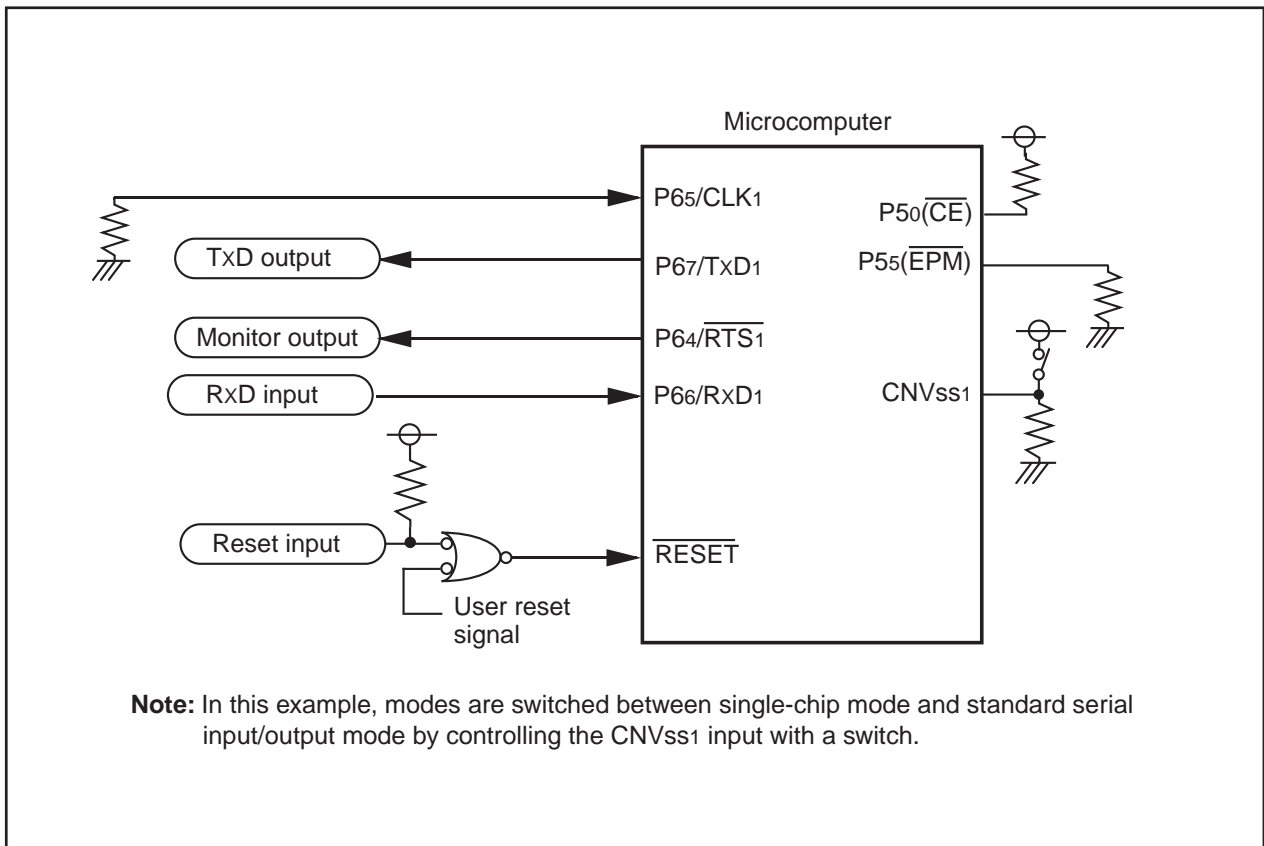 Microcomputer
P65/CLK1
P50(CE)
TxD output
P67/TxD1
P55(EPM)
Monitor output
P64/RTS1
RxD input
P66/RxD1
CNVss1
Reset input
RESET
User reset
signal
Note: In this example, modes are switched between single-chip mode and standard serial
input/output mode by controlling the CNVss1 input with a switch.